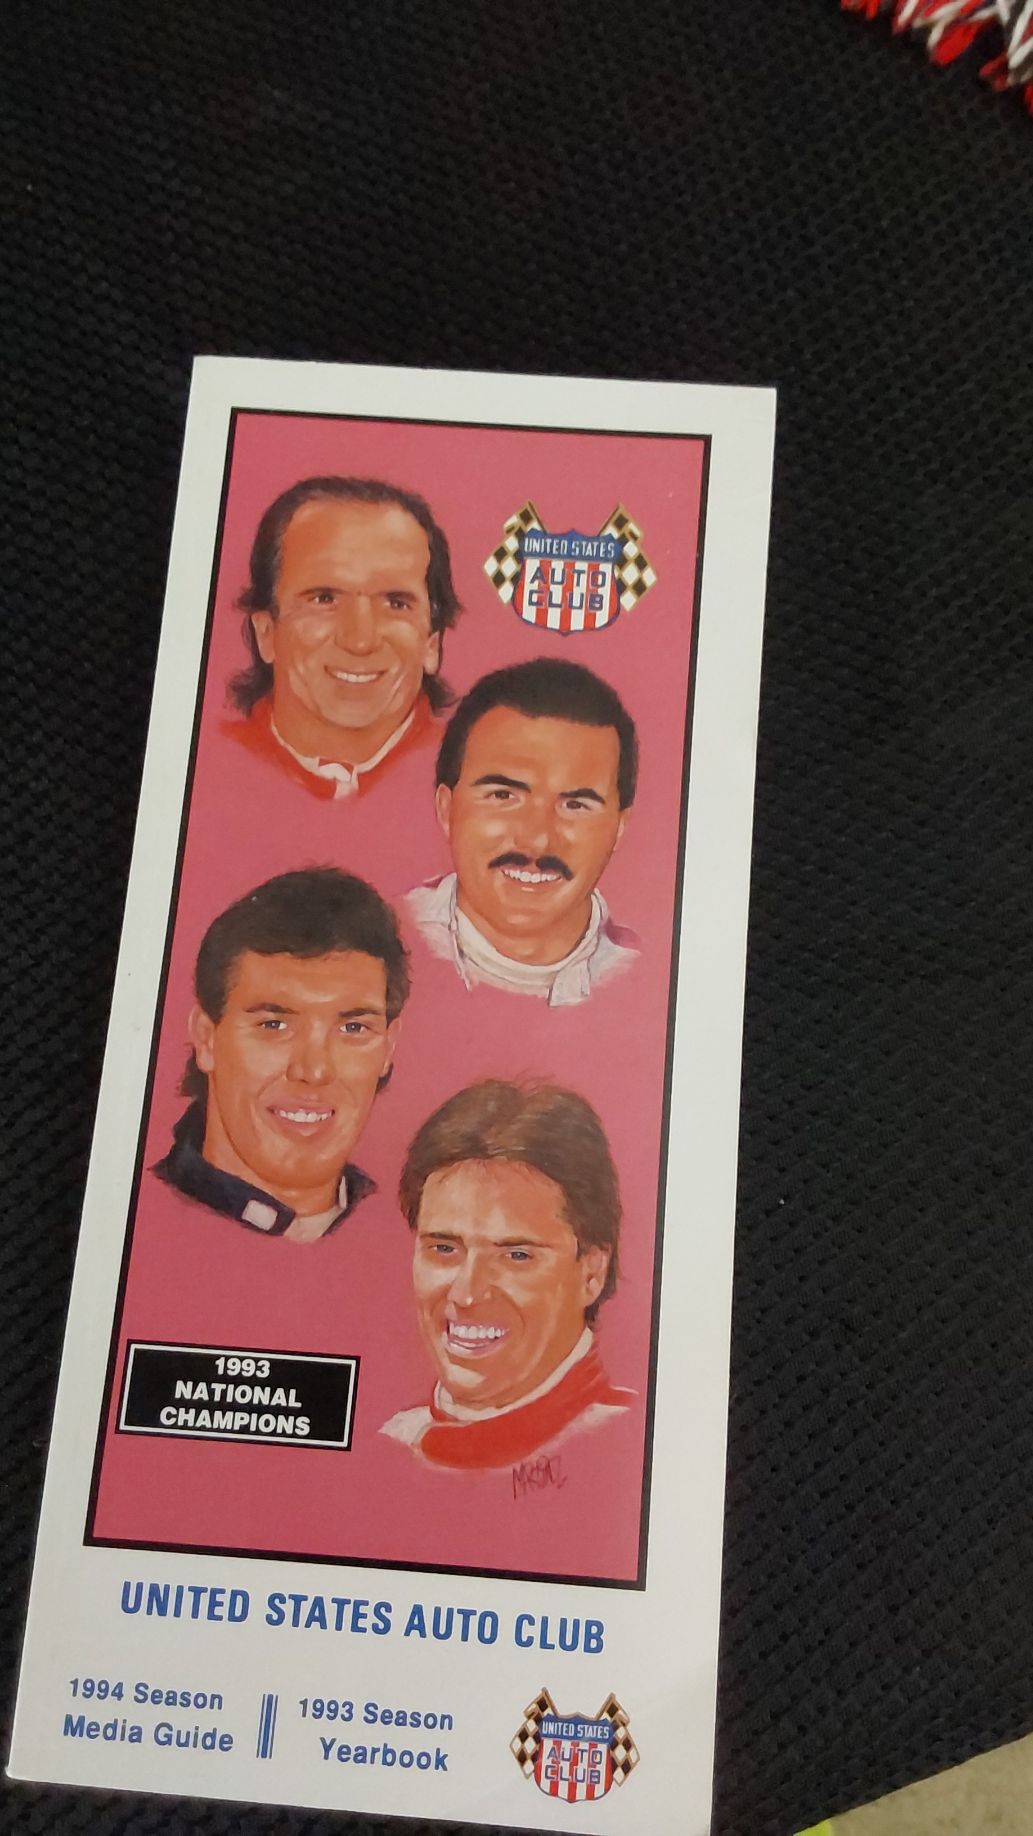 UNITED STATES
AUTO
CLUB
1993
NATIONAL
CHAMPIONS
UNITED STATES AUTO CLUB
1994 Season
Media Guide
1993 Season
Yearbook
UNITED STATES
AUTO
CLUB